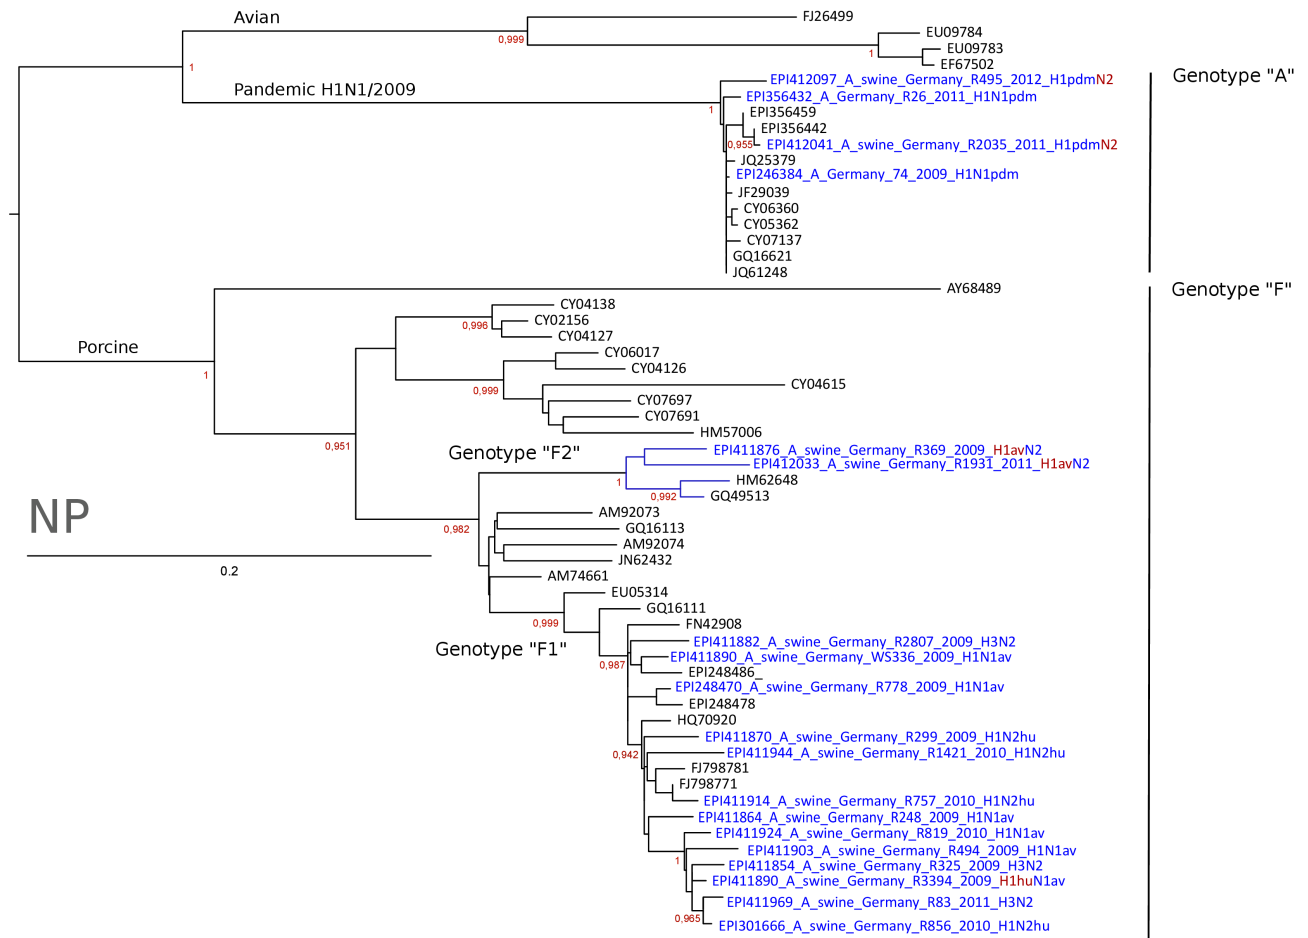 Avian
FJ26499
0,999
EU09784
1
EU09783
EF67502
1
Genotype "A"
Pandemic H1N1/2009
EPI412097_A_swine_Germany_R495_2012_H1pdmN2
1
EPI356432_A_Germany_R26_2011_H1N1pdm
EPI356459
EPI356442
0,955
EPI412041_A_swine_Germany_R2035_2011_H1pdmN2
JQ25379
EPI246384_A_Germany_74_2009_H1N1pdm
JF29039
CY06360
CY05362
CY07137
GQ16621
JQ61248
AY68489
Genotype "F"
CY04138
0,996
CY02156
CY04127
Porcine
1
CY06017
CY04126
0,999
CY04615
CY07697
CY07691
HM57006
0,951
Genotype "F2"
EPI411876_A_swine_Germany_R369_2009_H1avN2
EPI412033_A_swine_Germany_R1931_2011_H1avN2
1
HM62648
0,992
GQ49513
NP
AM92073
0,982
GQ16113
AM92074
JN62432
0.2
AM74661
EU05314
GQ16111
0,999
FN42908
Genotype "F1"
EPI411882_A_swine_Germany_R2807_2009_H3N2
EPI411890_A_swine_Germany_WS336_2009_H1N1av
0,987
EPI248486_
EPI248470_A_swine_Germany_R778_2009_H1N1av
EPI248478
HQ70920
EPI411870_A_swine_Germany_R299_2009_H1N2hu
0,942
EPI411944_A_swine_Germany_R1421_2010_H1N2hu
FJ798781
FJ798771
EPI411914_A_swine_Germany_R757_2010_H1N2hu
EPI411864_A_swine_Germany_R248_2009_H1N1av
EPI411924_A_swine_Germany_R819_2010_H1N1av
EPI411903_A_swine_Germany_R494_2009_H1N1av
1
EPI411854_A_swine_Germany_R325_2009_H3N2
EPI411890_A_swine_Germany_R3394_2009_H1huN1av
EPI411969_A_swine_Germany_R83_2011_H3N2
0,965
EPI301666_A_swine_Germany_R856_2010_H1N2hu